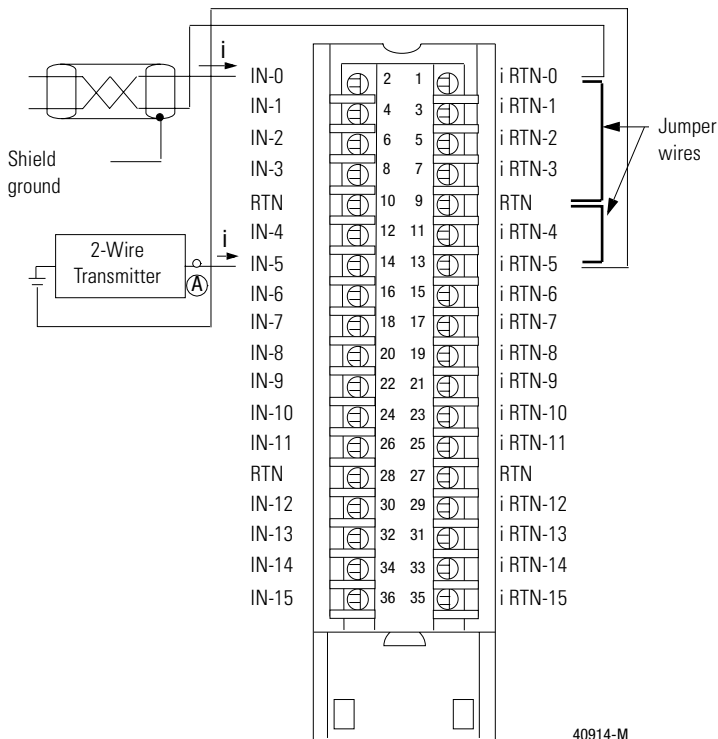 i
IN-0 2 1 i RTN-0
IN-1 4 3 i RTN-1
IN-2 6 5 i RTN-2
IN-3 8 7 i RTN-3
RTN 10 9 RTN
IN-4 12 11 i RTN-4
IN-5 14 13 i RTN-5
IN-6 16 15 i RTN-6
IN-7 18 17 i RTN-7
IN-8 20 19 i RTN-8
IN-9 22 21 i RTN-9
IN-10 24 23 i RTN-10
IN-11 26 25 i RTN-11
RTN 28 27 RTN
IN-12 30 29 i RTN-12
IN-13 32 31 i RTN-13
IN-14 34 33 i RTN-14
IN-15 36 35 i RTN-15
Shield
ground
Jumper
wires
2-Wire
Transmitter
i
A
40914-M